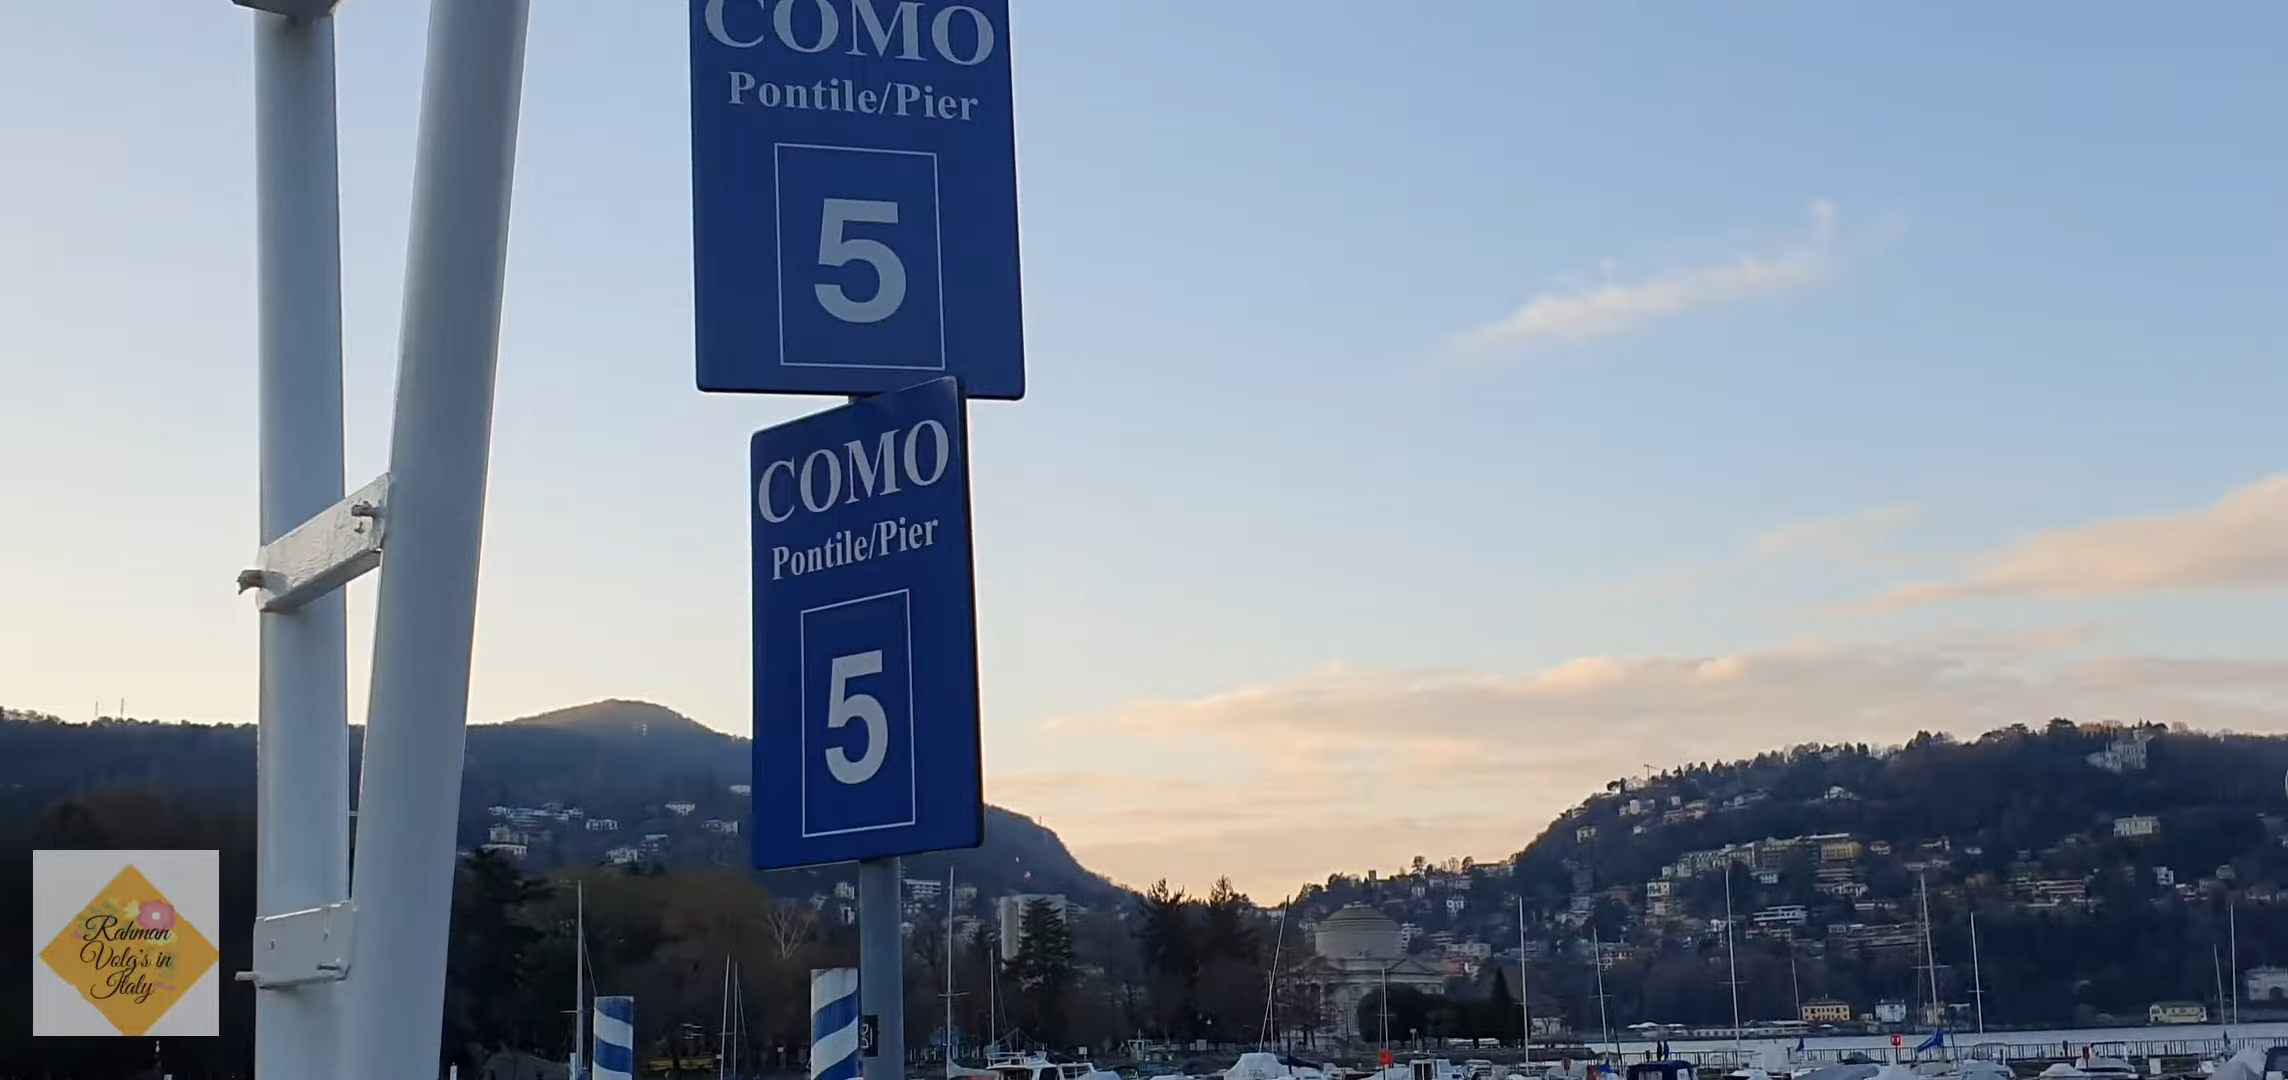 COMO
Pontile/Pier
5
COMO
Pontile/Pier
5
Rahman
Volg's in
Italy